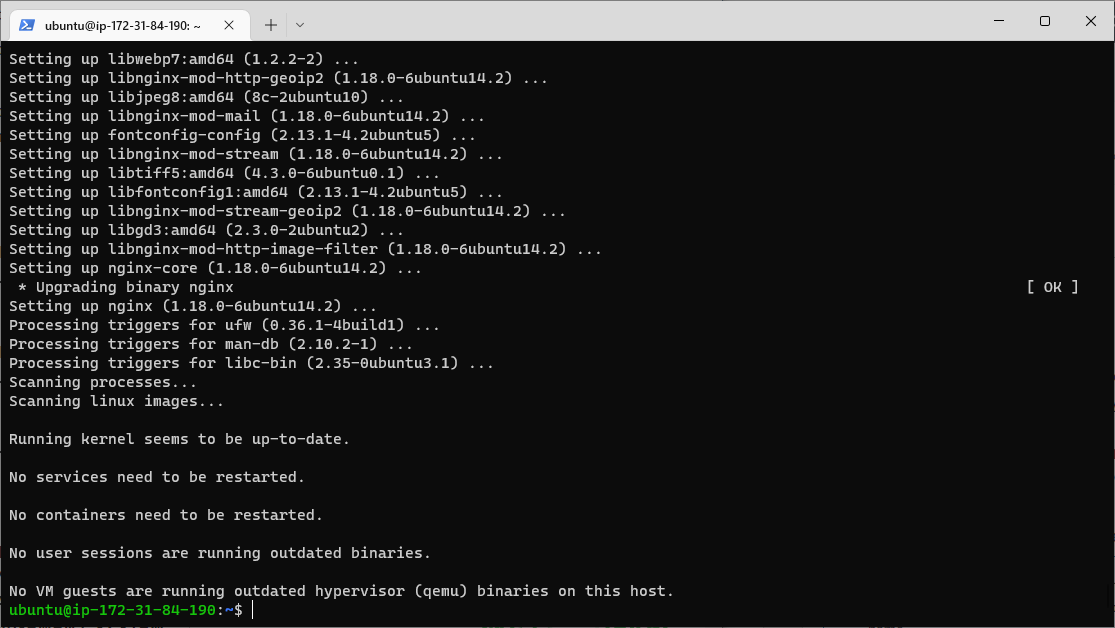 ubuntu@ip-172-31-84-190: ~
Setting up libwebp7:amd64 (1.2.2-2) ...
Setting up libnginx-mod-http-geoip2 (1.18.0-6ubuntu14.2) ...
Setting up libjpeg8:amd64 (8c-2ubuntu10) ...
Setting up libnginx-mod-mail (1.18.0-6ubuntu14.2) ...
Setting up fontconfig-config (2.13.1-4.2ubuntu5) ...
Setting up libnginx-mod-stream (1.18.0-6ubuntu14.2) ...
Setting up libtiff5:amd64 (4.3.0-6ubuntu0.1) ...
Setting up libfontconfig1:amd64 (2.13.1-4.2ubuntu5) ...
Setting up libnginx-mod-stream-geoip2 (1.18.0-6ubuntu14.2) ...
Setting up libgd3:amd64 (2.3.0-2ubuntu2) ...
Setting up libnginx-mod-http-image-filter (1.18.0-6ubuntu14.2) ...
Setting up nginx-core (1.18.0-6ubuntu14.2) ...
 * Upgrading binary nginx [ OK ]
Setting up nginx (1.18.0-6ubuntu14.2) ...
Processing triggers for ufw (0.36.1-4build1) ...
Processing triggers for man-db (2.10.2-1) ...
Processing triggers for libc-bin (2.35-0ubuntu3.1) ...
Scanning processes...
Scanning linux images...
Running kernel seems to be up-to-date.
No services need to be restarted.
No containers need to be restarted.
No user sessions are running outdated binaries.
No VM guests are running outdated hypervisor (qemu) binaries on this host.
ubuntu@ip-172-31-84-190:~$